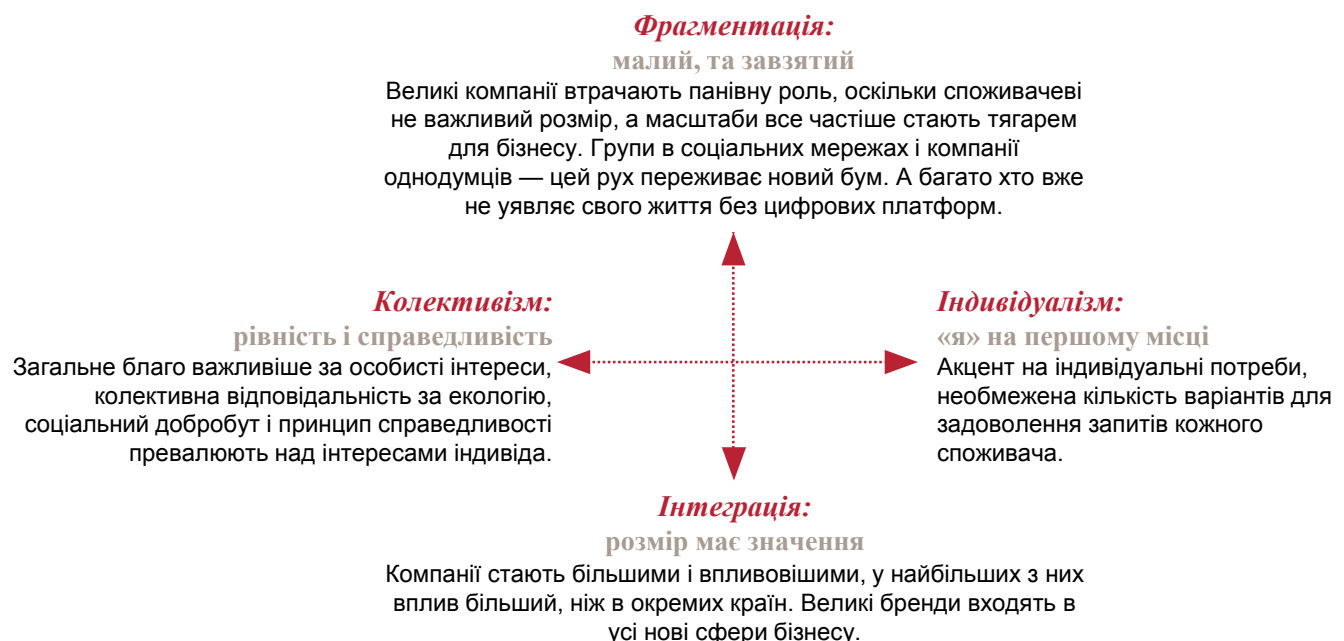 Фрагментація:
малий, та завзятий
Великі компанії втрачають панівну роль, оскільки споживачеві
не важливий розмір, а масштаби все частіше стають тягарем
для бізнесу. Групи в соціальних мережах і компанії
однодумців — цей рух переживає новий бум. А багато хто вже
не уявляє свого життя без цифрових платформ.
Колективізм:
рівність і справедливість
Загальне благо важливіше за особисті інтереси,
колективна відповідальність за екологію,
соціальний добробут і принцип справедливості
превалюють над інтересами індивіда.
Індивідуалізм:
«я» на першому місці
Акцент на індивідуальні потреби,
необмежена кількість варіантів для
задоволення запитів кожного
споживача.
Інтеграція:
розмір має значення
Компанії стають більшими і впливовішими, у найбільших з них
вплив більший, ніж в окремих країн. Великі бренди входять в
усі нові сфери бізнесу.